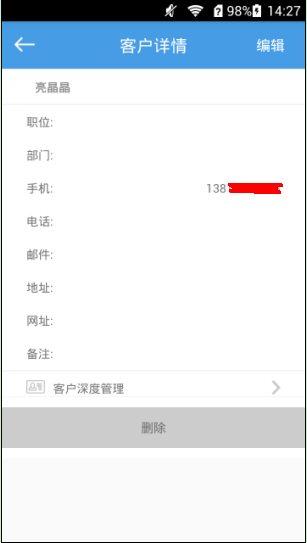 98% 14:27
客户详情 编辑
亮晶晶
职位:
部门:
手机: 138
电话:
邮件:
地址:
网址:
备注:
客户深度管理
删除